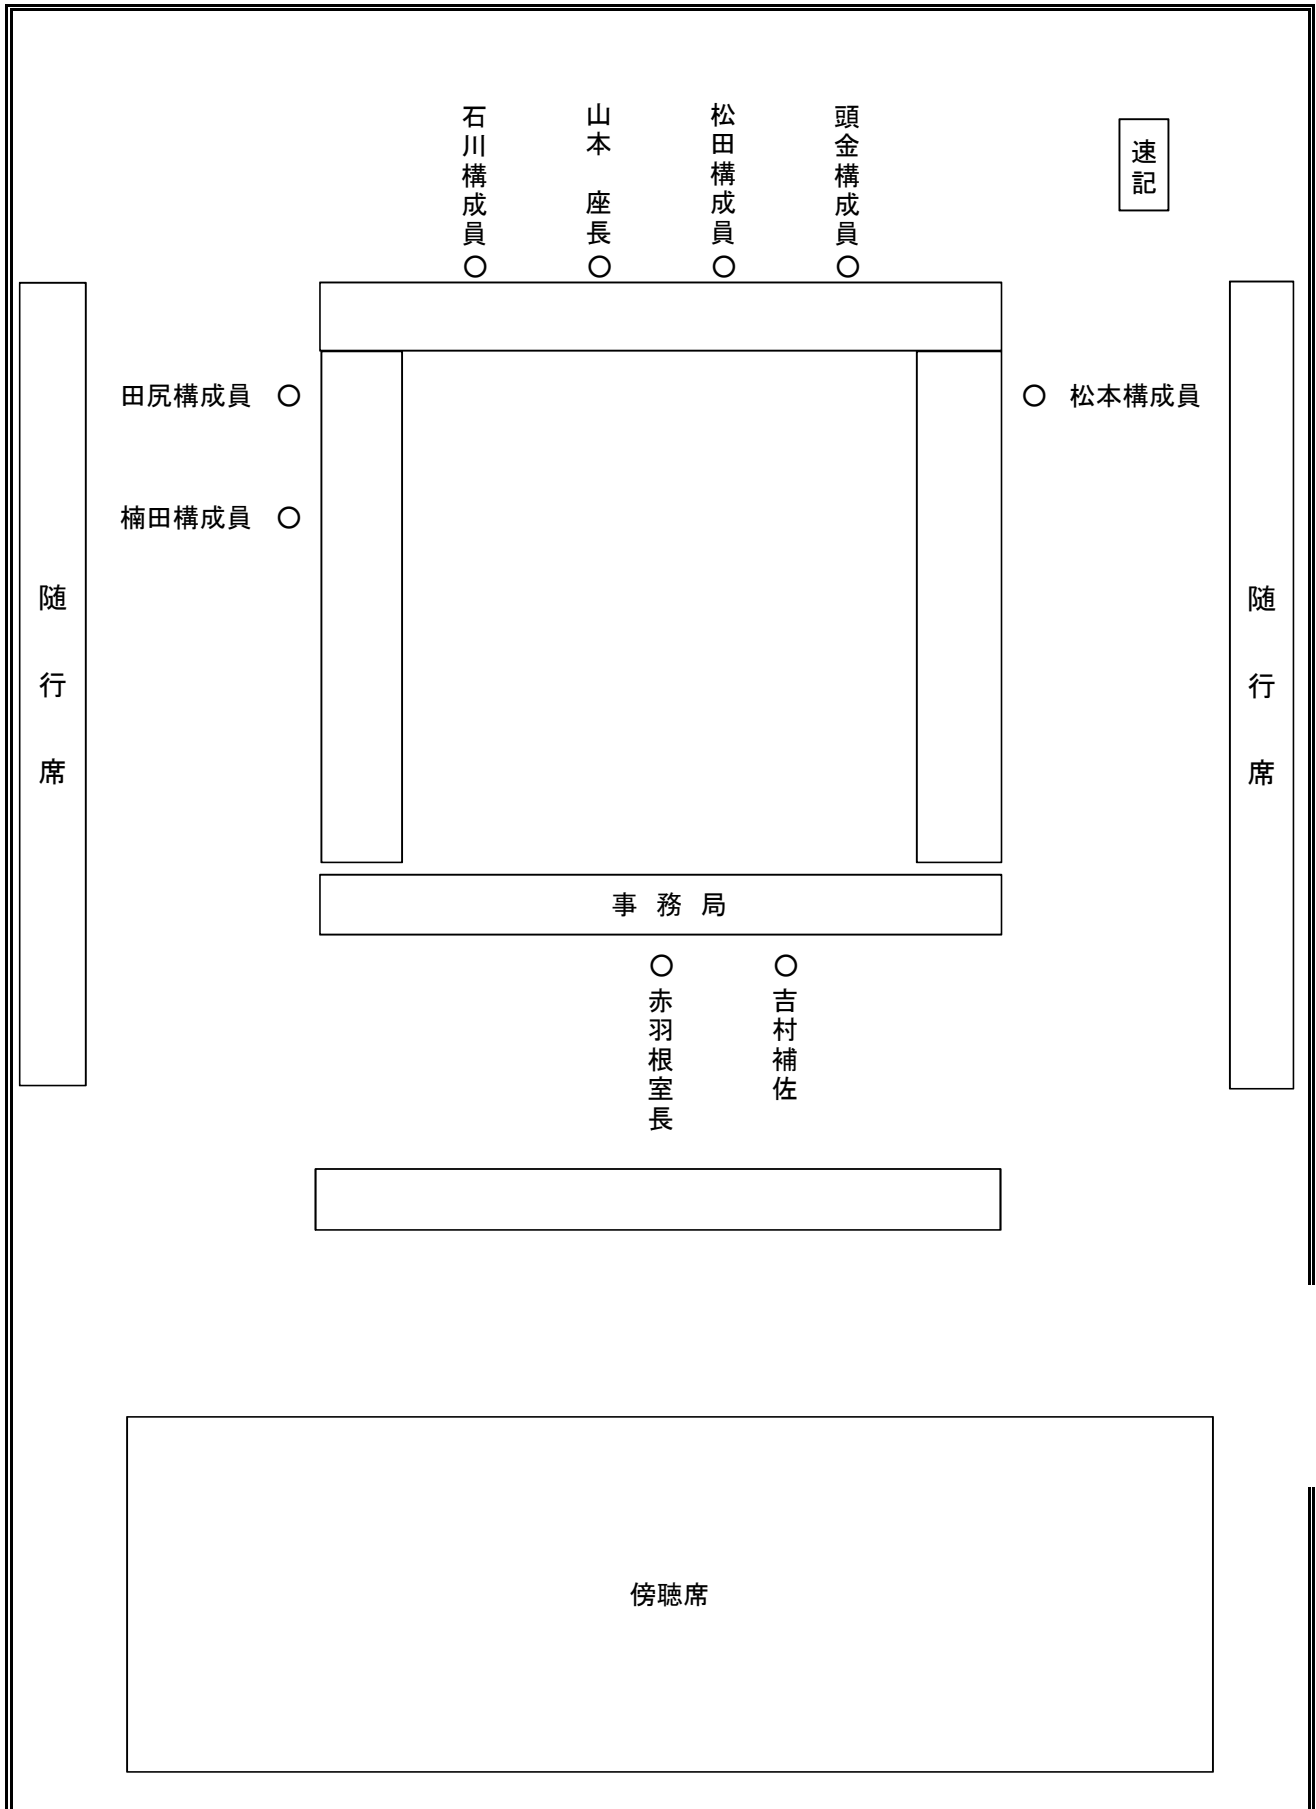 石川構成員
山本 座長
松田構成員
頭金構成員
速記
田尻構成員
松本構成員
楠田構成員
随行席
随行席
事務局
赤羽根室長
吉村補佐
傍聴席